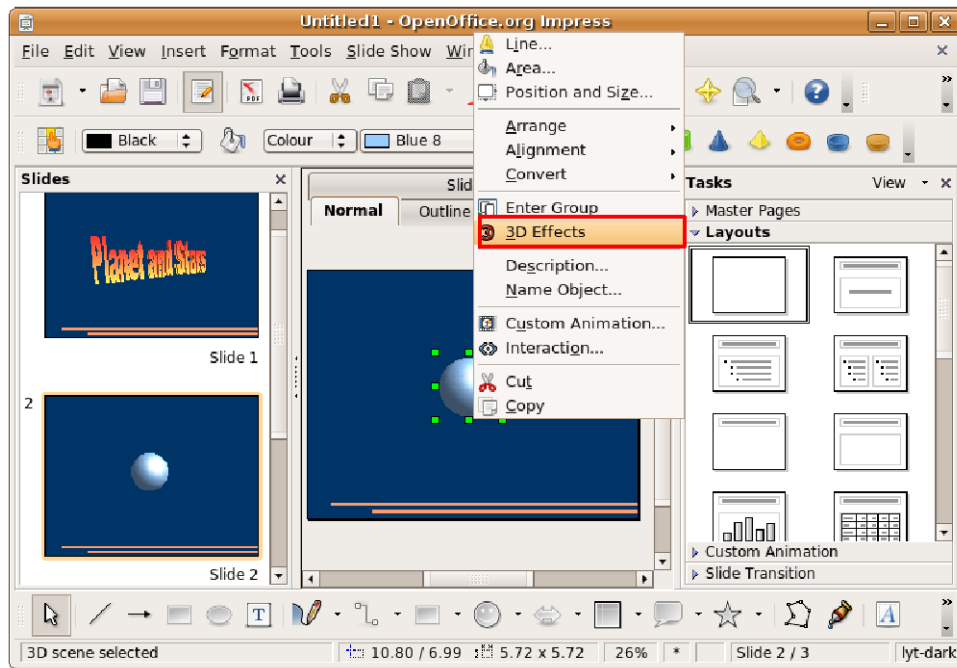 Untitled1 - OpenOffice.org Impress
File Edit View Insert Format Tools Slide Show
Line...
Area...
Position and Size...
Arrange
Alignment
Convert
Enter Group
3D Effects
Description...
Name Object...
Custom Animation...
Interaction...
Cut
Copy
PDF
Black
Colour
Blue 8
Slides
Planet and Stars
Slide 1
2
Slide 2
Normal
Outline
Tasks View
Master Pages
Layouts
Custom Animation
Slide Transition
T
A
3D scene selected 10.80 / 6.99 5.72 x 5.72 26% * Slide 2 / 3 lyt-dark